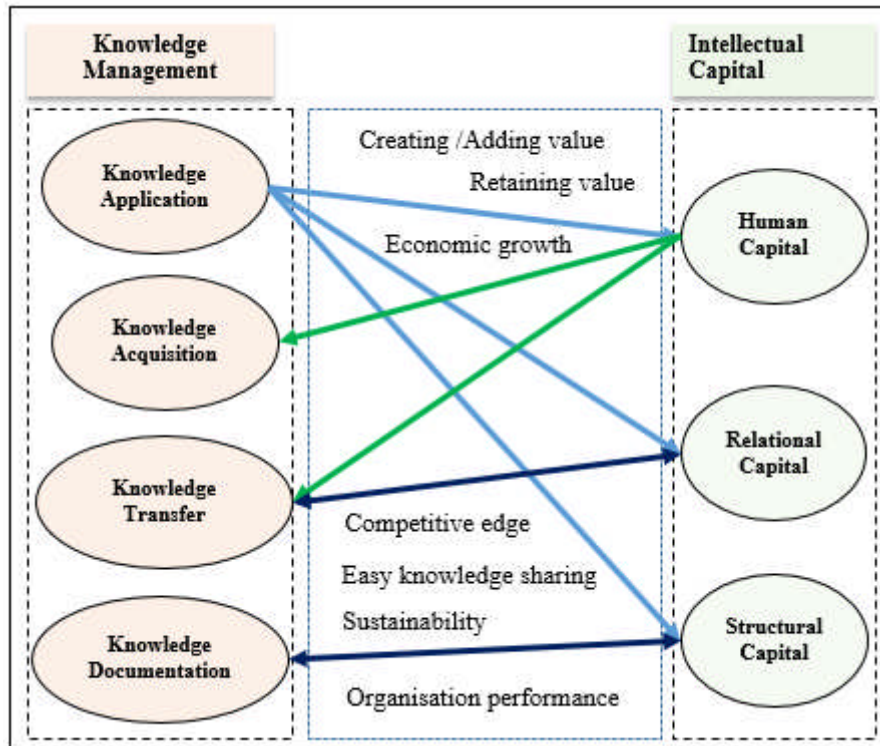 Knowledge
Management
Intellectual
Capital
Knowledge
Application
Knowledge
Acquisition
Knowledge
Transfer
Knowledge
Documentation
Creating /Adding value
Retaining value
Economic growth
Competitive edge
Easy knowledge sharing
Sustainability
Organisation performance
Human
Capital
Relational
Capital
Structural
Capital